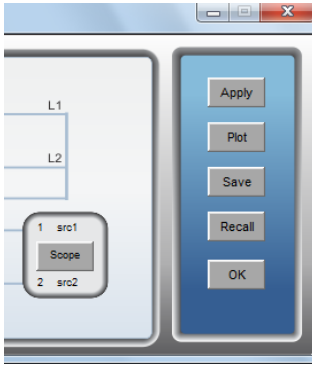 L1
L2
1 src1
Scope
2 src2
Apply
Plot
Save
Recall
OK